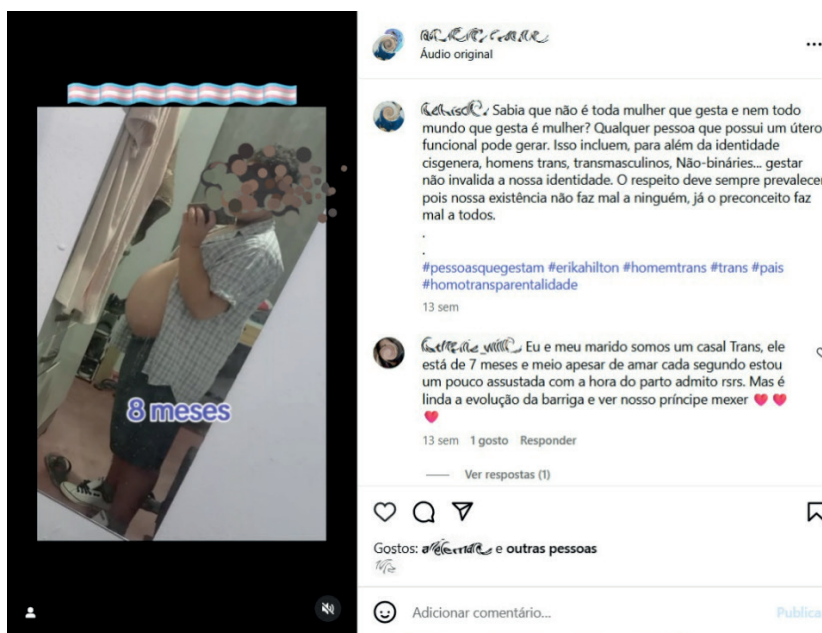 8 meses
Áudio original
Sabia que não é toda mulher que gesta e nem todo
mundo que gesta é mulher? Qualquer pessoa que possui um útero
funcional pode gerar. Isso incluem, para além da identidade
cisgenera, homens trans, transmasculinos, Não-bináries... gestar
não invalida a nossa identidade. O respeito deve sempre prevalecer
pois nossa existência não faz mal a ninguém, já o preconceito faz
mal a todos.
.
.
#pessoasquegestam #erikahilton #homemtrans #trans #pais
#homotransparentalidade
13 sem
Eu e meu marido somos um casal Trans, ele
está de 7 meses e meio apesar de amar cada segundo estou
um pouco assustada com a hora do parto admito rsrs. Mas é
linda a evolução da barriga e ver nosso príncipe mexer ❤️ ❤️
❤️
13 sem 1 gosto Responder
Ver respostas (1)
Gostos: e outras pessoas
Adicionar comentário...
Publica